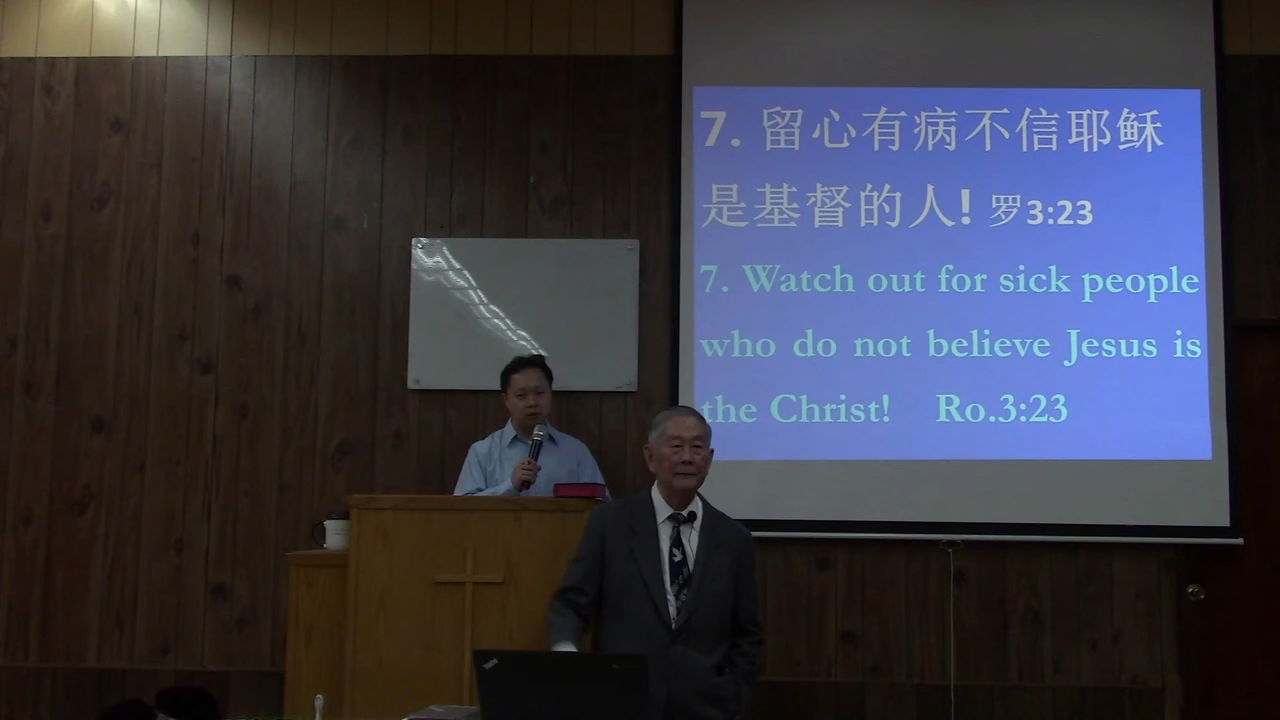 7. 留心有病不信耶稣
是基督的人! 罗3:23
7. Watch out for sick people
who do not believe Jesus is
the Christ! Ro.3:23
ThinkPad